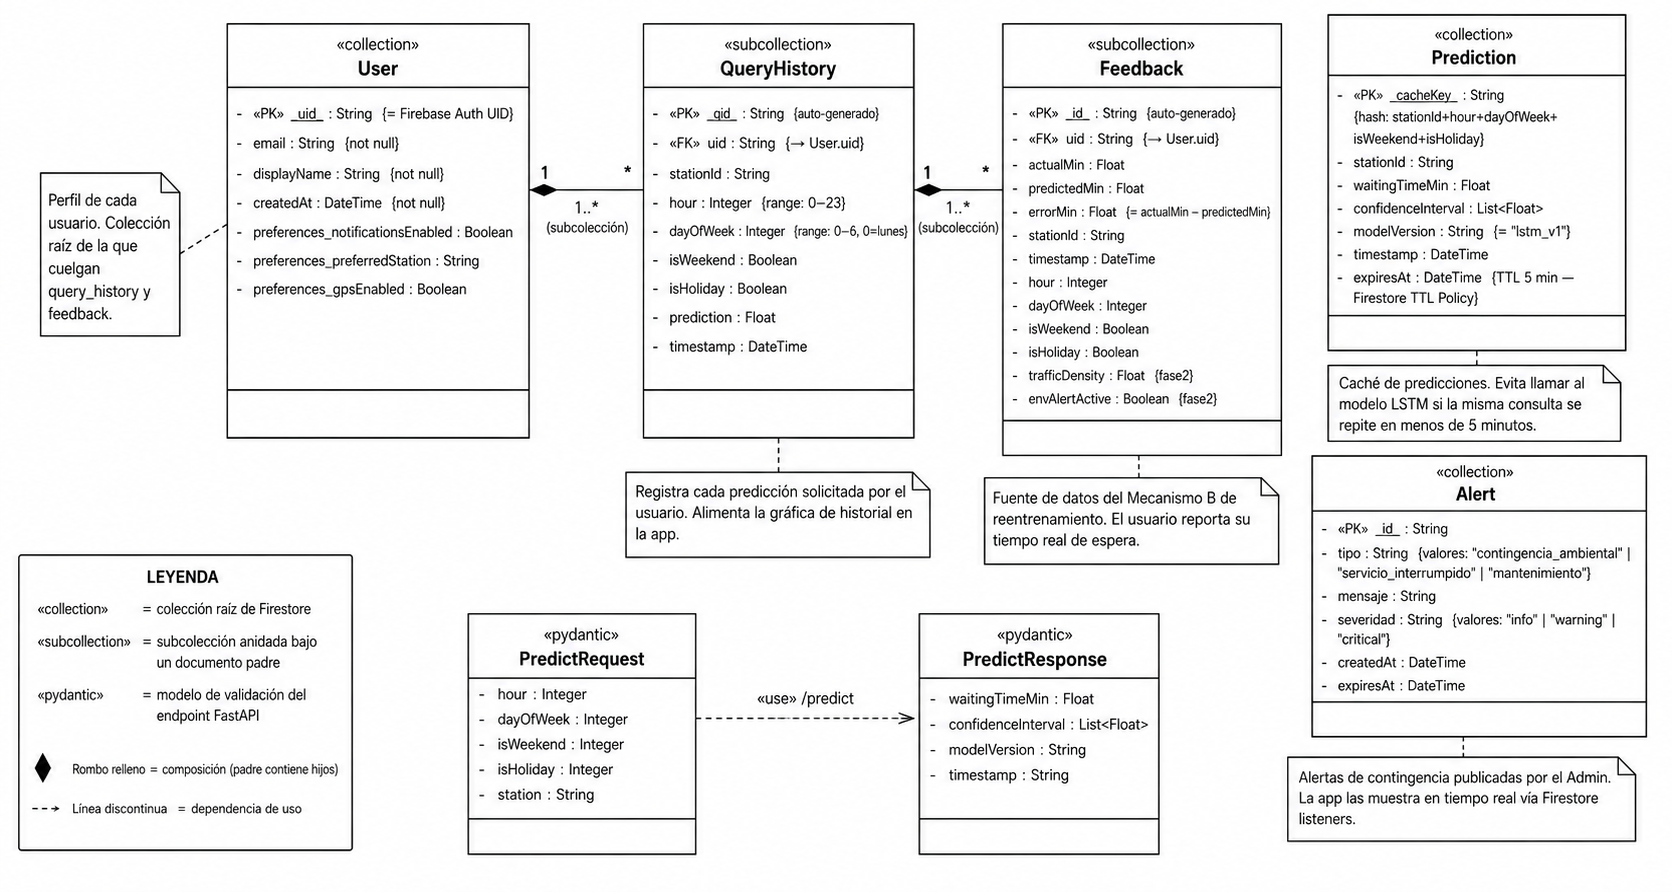 «collection»
User
- «PK» _uid_ : String {= Firebase Auth UID}
- email : String {not null}
- displayName : String {not null}
- createdAt : DateTime {not null}
- preferences_notificationsEnabled : Boolean
- preferences_preferredStation : String
- preferences_gpsEnabled : Boolean
Perfil de cada
usuario. Colección
raíz de la que
cuelgan
query_history y
feedback.
1
*
1..*
(subcolección)
«subcollection»
QueryHistory
- «PK» _qid_ : String {auto-generado}
- «FK» uid : String {→ User.uid}
- stationId : String
- hour : Integer {range: 0–23}
- dayOfWeek : Integer {range: 0–6, 0=lunes}
- isWeekend : Boolean
- isHoliday : Boolean
- prediction : Float
- timestamp : DateTime
Registra cada predicción solicitada por el
usuario. Alimenta la gráfica de historial en
la app.
1
*
1..*
(subcolección)
«subcollection»
Feedback
- «PK» _id_ : String {auto-generado}
- «FK» uid : String {→ User.uid}
- actualMin : Float
- predictedMin : Float
- errorMin : Float {= actualMin – predictedMin}
- stationId : String
- timestamp : DateTime
- hour : Integer
- dayOfWeek : Integer
- isWeekend : Boolean
- isHoliday : Boolean
- trafficDensity : Float {fase2}
- envAlertActive : Boolean {fase2}
Fuente de datos del Mecanismo B de
reentrenamiento. El usuario reporta su
tiempo real de espera.
«collection»
Prediction
- «PK» _cacheKey_ : String
{hash: stationId+hour+dayOfWeek+
isWeekend+isHoliday}
- stationId : String
- waitingTimeMin : Float
- confidenceInterval : List<Float>
- modelVersion : String {= "lstm_v1"}
- timestamp : DateTime
- expiresAt : DateTime {TTL 5 min —
Firestore TTL Policy}
Caché de predicciones. Evita llamar al
modelo LSTM si la misma consulta se
repite en menos de 5 minutos.
«collection»
Alert
- «PK» _id_ : String
- tipo : String {valores: "contingencia_ambiental" |
"servicio_interrumpido" | "mantenimiento"}
- mensaje : String
- severidad : String {valores: "info" | "warning" |
"critical"}
- createdAt : DateTime
- expiresAt : DateTime
Alertas de contingencia publicadas por el Admin.
La app las muestra en tiempo real vía Firestore
listeners.
LEYENDA
«collection» = colección raíz de Firestore
«subcollection» = subcolección anidada bajo
un documento padre
«pydantic» = modelo de validación del
endpoint FastAPI
Rombo relleno = composición (padre contiene hijos)
Línea discontinua = dependencia de uso
«pydantic»
PredictRequest
- hour : Integer
- dayOfWeek : Integer
- isWeekend : Integer
- isHoliday : Integer
- station : String
«use» /predict
«pydantic»
PredictResponse
- waitingTimeMin : Float
- confidenceInterval : List<Float>
- modelVersion : String
- timestamp : String